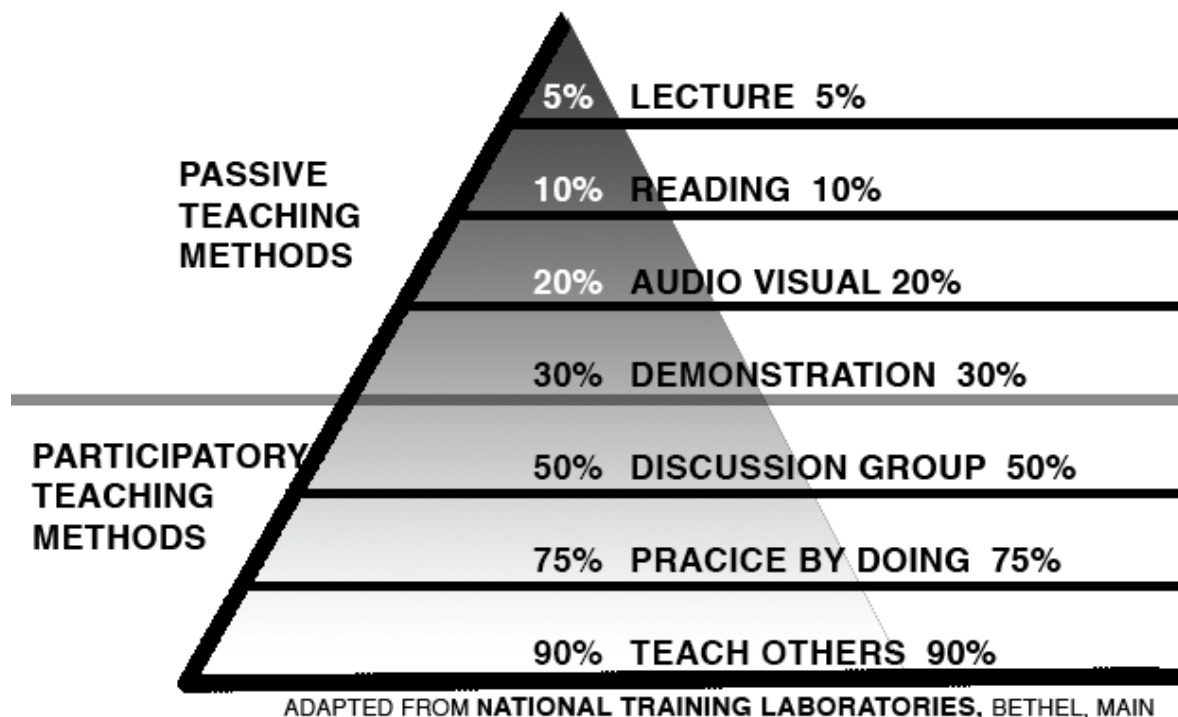 5% LECTURE 5%
PASSIVE
TEACHING
METHODS
10% READING 10%
20% AUDIO VISUAL 20%
30% DEMONSTRATION 30%
PARTICIPATORY
TEACHING
METHODS
50% DISCUSSION GROUP 50%
75% PRACICE BY DOING 75%
90% TEACH OTHERS 90%
ADAPTED FROM NATIONAL TRAINING LABORATORIES, BETHEL, MAIN